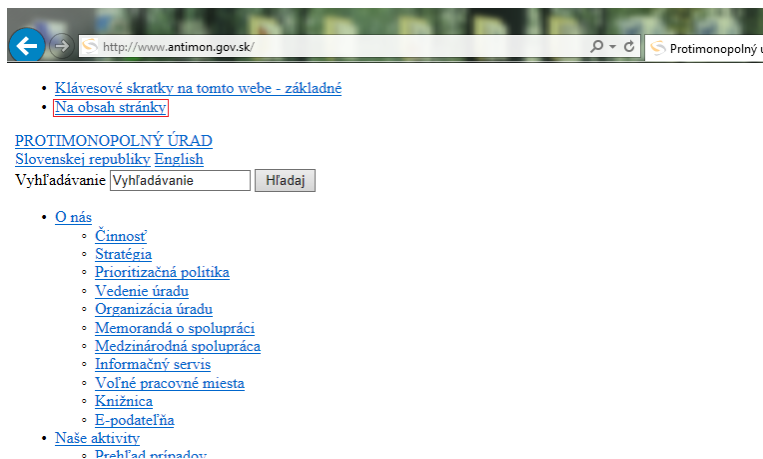 http://www.antimon.gov.sk/
Protimonopolný
Klávesové skratky na tomto webe - základné
Na obsah stránky
PROTIMONOPOLNÝ ÚRAD
Slovenskej republiky English
Vyhľadávanie Vyhľadávanie Hľadaj
O nás
Činnosť
Stratégia
Prioritizačná politika
Vedenie úradu
Organizácia úradu
Memorandá o spolupráci
Medzinárodná spolupráca
Informačný servis
Voľné pracovné miesta
Knižnica
E-podateľňa
Naše aktivity
Prehľad prípadov